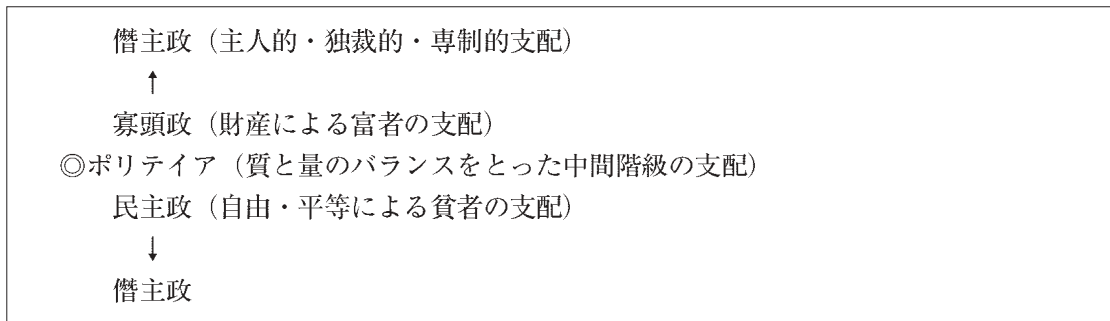 僭主政（主人的・独裁的・専制的支配）
↑
寡頭政（財産による富者の支配）
◎ポリテイア（質と量のバランスをとった中間階級の支配）
民主政（自由・平等による貧者の支配）
↓
僭主政